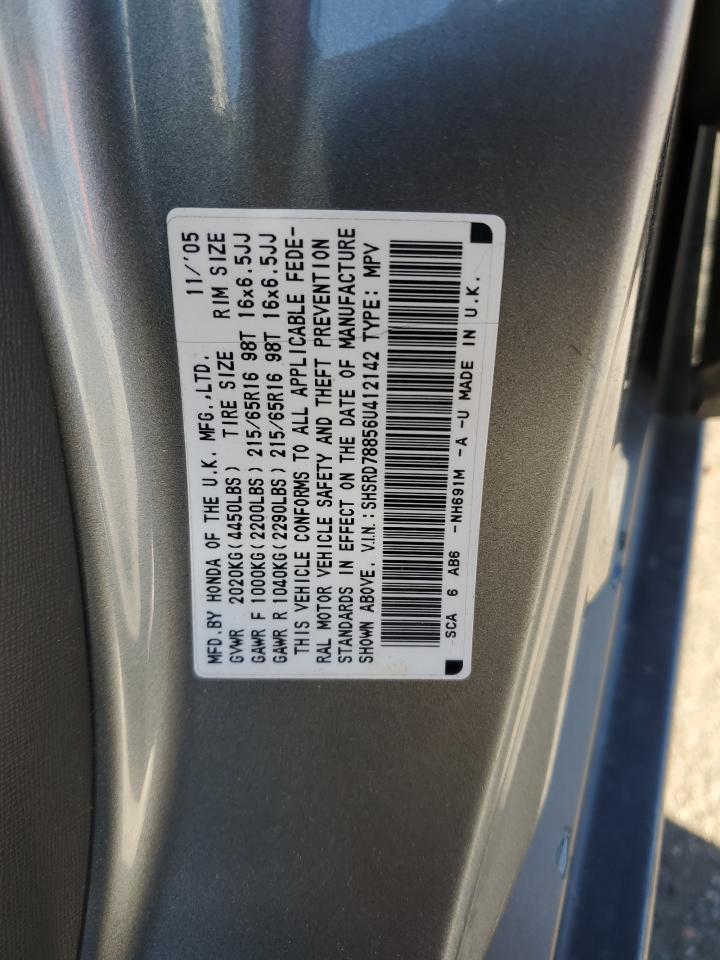 MFD.BY HONDA OF THE U.K. MFG.,LTD. 11/'05
GVWR 2020KG(4450LBS) TIRE SIZE RIM SIZE
GAWR F 1000KG(2200LBS) 215/65R16 98T 16x6.5JJ
GAWR R 1040KG(2290LBS) 215/65R16 98T 16x6.5JJ
THIS VEHICLE CONFORMS TO ALL APPLICABLE FEDE-
RAL MOTOR VEHICLE SAFETY AND THEFT PREVENTION
STANDARDS IN EFFECT ON THE DATE OF MANUFACTURE
SHOWN ABOVE. V.I.N.:SHSRD78856U412142 TYPE: MPV
SCA 6 AB6 -NH691M -A -U MADE IN U.K.